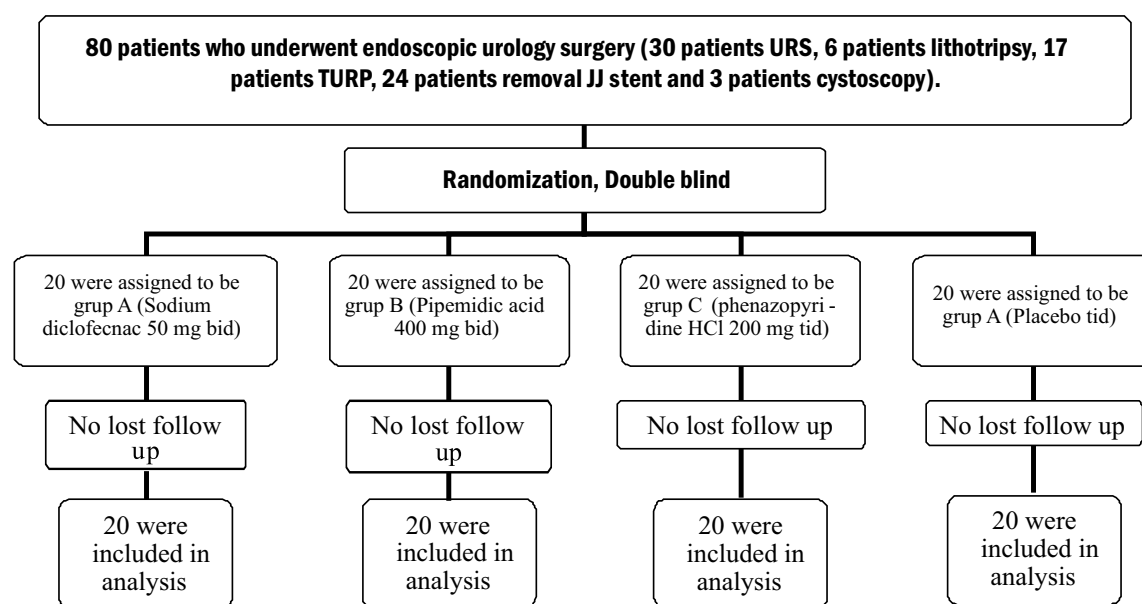 80 patients who underwent endoscopic urology surgery (30 patients URS, 6 patients lithotripsy, 17
patients TURP, 24 patients removal JJ stent and 3 patients cystoscopy).
Randomization, Double blind
20 were assigned to be
grup A (Sodium
diclofecnac 50 mg bid)
20 were assigned to be
grup B (Pipemidic acid
400 mg bid)
20 were assigned to be
grup C (phenazopyri-
dine HCl 200 mg tid)
20 were assigned to be
grup A (Placebo tid)
No lost follow
up
No lost follow
up
No lost follow up
No lost follow up
20 were
included in
analysis
20 were
included in
analysis
20 were
included in
analysis
20 were
included in
analysis